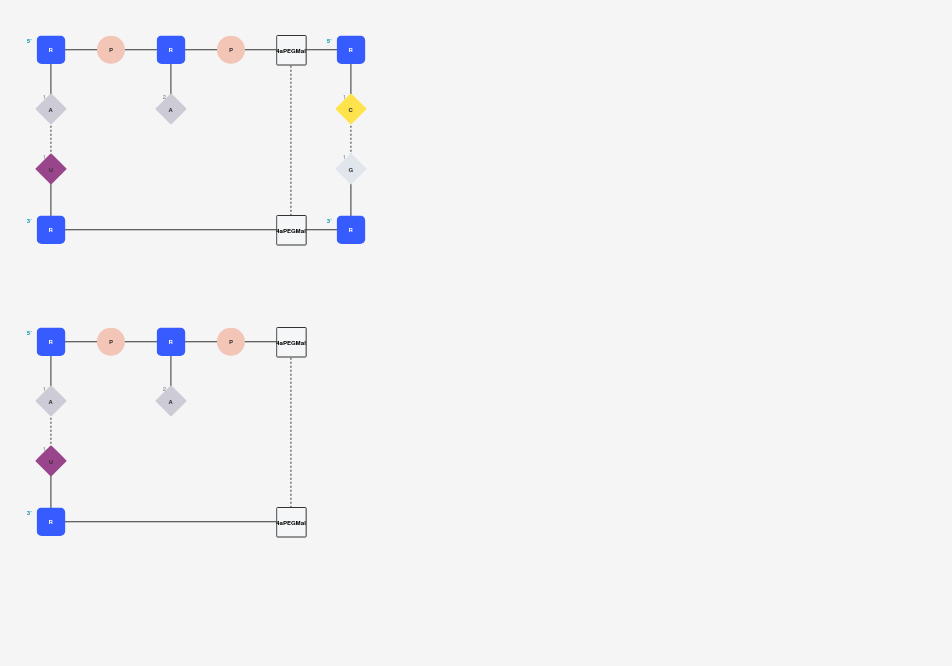 5' R P R P 4aPEGMal 5' R
1 A 2 A 1 C
1 U 1 G
3' R 4aPEGMal 3' R
5' R P R P 4aPEGMal
1 A 2 A
1 U
3' R 4aPEGMal